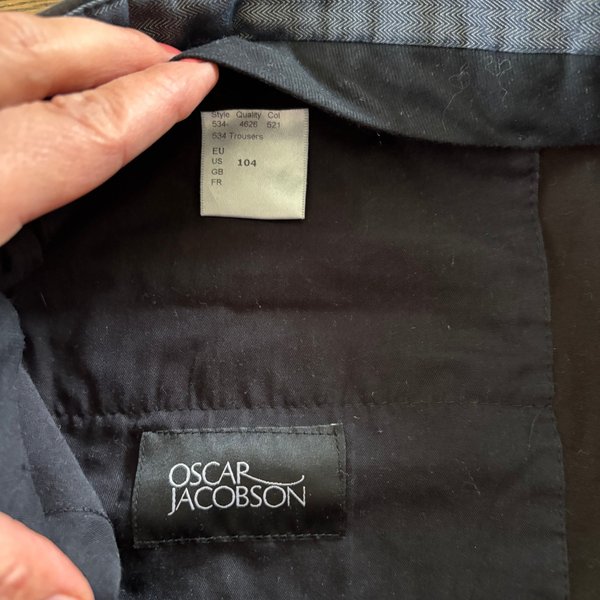 Style Quality Col
534- 4626 521
534 Trousers
EU
US 104
GB
FR
OSCAR
JACOBSON